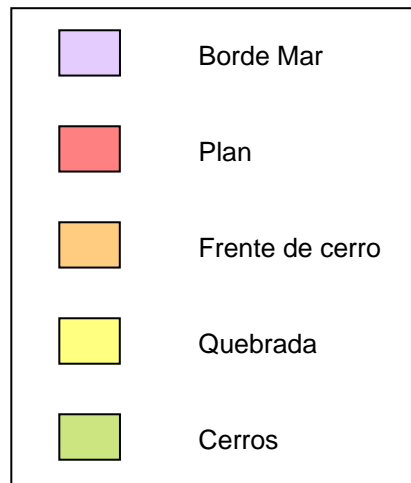 Borde Mar
Plan
Frente de cerro
Quebrada
Cerros